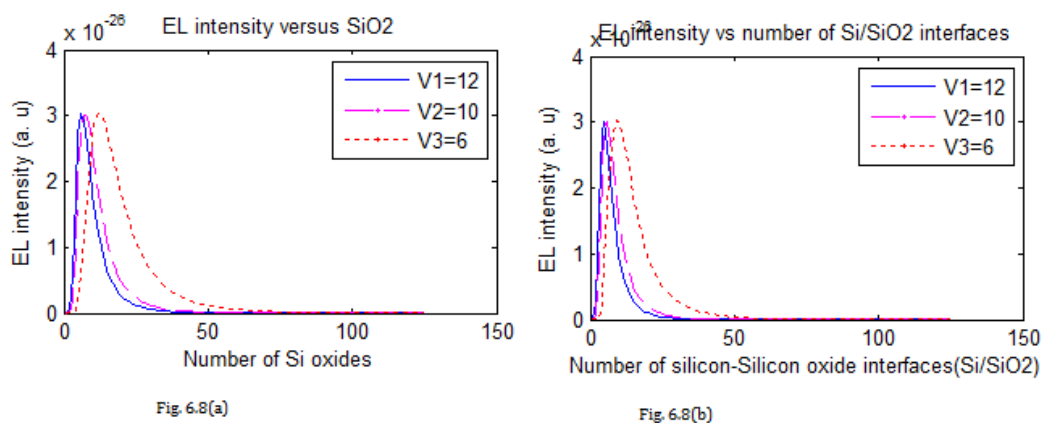 x 10^-26
EL intensity versus SiO2
4
3
2
1
0
EL intensity (a. u)
V1=12
V2=10
V3=6
0
50
100
150
Number of Si oxides
Fig. 6.8(a)
x 10^-26
EL intensity vs number of Si/SiO2 interfaces
4
3
2
1
0
EL intensity (a. u)
V1=12
V2=10
V3=6
0
50
100
150
Number of silicon-Silicon oxide interfaces(Si/SiO2)
Fig. 6.8(b)